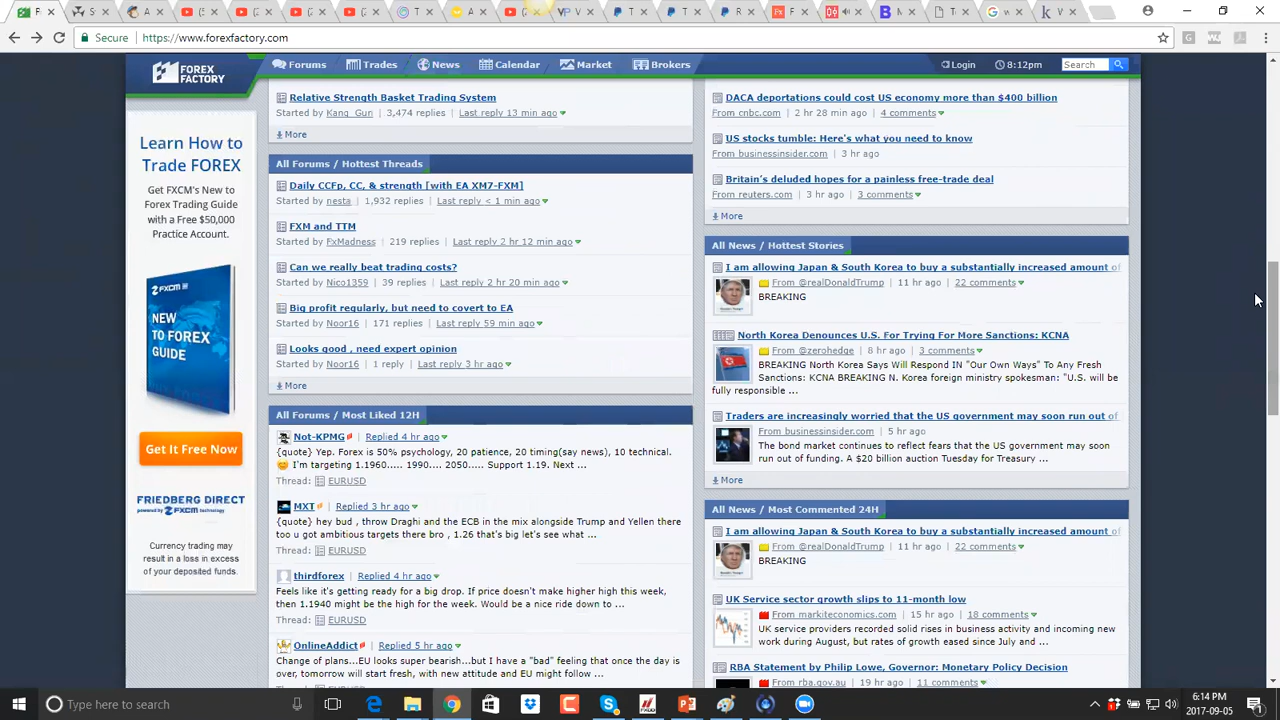 Secure
https://www.forexfactory.com
FOREX FACTORY
Forums
Trades
News
Calendar
Market
Brokers
Login
8:12pm
Search
Learn How to
Trade FOREX
Get FXCM's New to
Forex Trading Guide
with a Free $50,000
Practice Account.
FXCM
NEW
TO FOREX
GUIDE
Get It Free Now
FRIEDBERG DIRECT
powered by FXCM technology
Currency trading may
result in a loss in excess
of your deposited funds.
Relative Strength Basket Trading System
Started by Kang_Gun | 3,474 replies | Last reply 13 min ago
More
All Forums / Hottest Threads
Daily CCFp, CC, & strength [with EA XM7-FXM]
Started by nesta | 1,932 replies | Last reply < 1 min ago
FXM and TTM
Started by FxMadness | 219 replies | Last reply 2 hr 12 min ago
Can we really beat trading costs?
Started by Nico1359 | 39 replies | Last reply 2 hr 20 min ago
Big profit regularly, but need to covert to EA
Started by Noor16 | 171 replies | Last reply 59 min ago
Looks good , need expert opinion
Started by Noor16 | 1 reply | Last reply 3 hr ago
More
All Forums / Most Liked 12H
Not-KPMG | Replied 4 hr ago
{quote} Yep. Forex is 50% psychology, 20 patience, 20 timing(say news), 10 technical.
I'm targeting 1.1960..... 1990.... 2050..... Support 1.19. Next ...
Thread: EURUSD
MXT | Replied 3 hr ago
{quote} hey bud , throw Draghi and the ECB in the mix alongside Trump and Yellen there
too u got ambitious targets there bro , 1.26 that's big let's see what ...
Thread: EURUSD
thirdforex | Replied 4 hr ago
Feels like it's getting ready for a big drop. If price doesn't make higher high this week,
then 1.1940 might be the high for the week. Would be a nice ride down to ...
Thread: EURUSD
OnlineAddict | Replied 5 hr ago
Change of plans...EU looks super bearish...but I have a "bad" feeling that once the day is
over, tomorrow will start fresh, with new attitude and EU might follow ...
DACA deportations could cost US economy more than $400 billion
From cnbc.com | 2 hr 28 min ago | 4 comments
US stocks tumble: Here's what you need to know
From businessinsider.com | 3 hr ago
Britain's deluded hopes for a painless free-trade deal
From reuters.com | 3 hr ago | 3 comments
More
All News / Hottest Stories
I am allowing Japan & South Korea to buy a substantially increased amount of
From @realDonaldTrump | 11 hr ago | 22 comments
BREAKING
North Korea Denounces U.S. For Trying For More Sanctions: KCNA
From @zerohedge | 8 hr ago | 3 comments
BREAKING North Korea Says Will Respond IN "Our Own Ways" To Any Fresh
Sanctions: KCNA BREAKING N. Korea foreign ministry spokesman: "U.S. will be
fully responsible ...
Traders are increasingly worried that the US government may soon run out of
From businessinsider.com | 5 hr ago
The bond market continues to reflect fears that the US government may soon
run out of funding. A $20 billion auction Tuesday for Treasury ...
More
All News / Most Commented 24H
I am allowing Japan & South Korea to buy a substantially increased amount of
From @realDonaldTrump | 11 hr ago | 22 comments
BREAKING
UK Service sector growth slips to 11-month low
From markiteconomics.com | 15 hr ago | 18 comments
UK service providers recorded solid rises in business activity and incoming new
work during August, but rates of growth eased since July and ...
RBA Statement by Philip Lowe, Governor: Monetary Policy Decision
From rba.gov.au | 19 hr ago | 11 comments
Type here to search
6:14 PM
2017-09-05